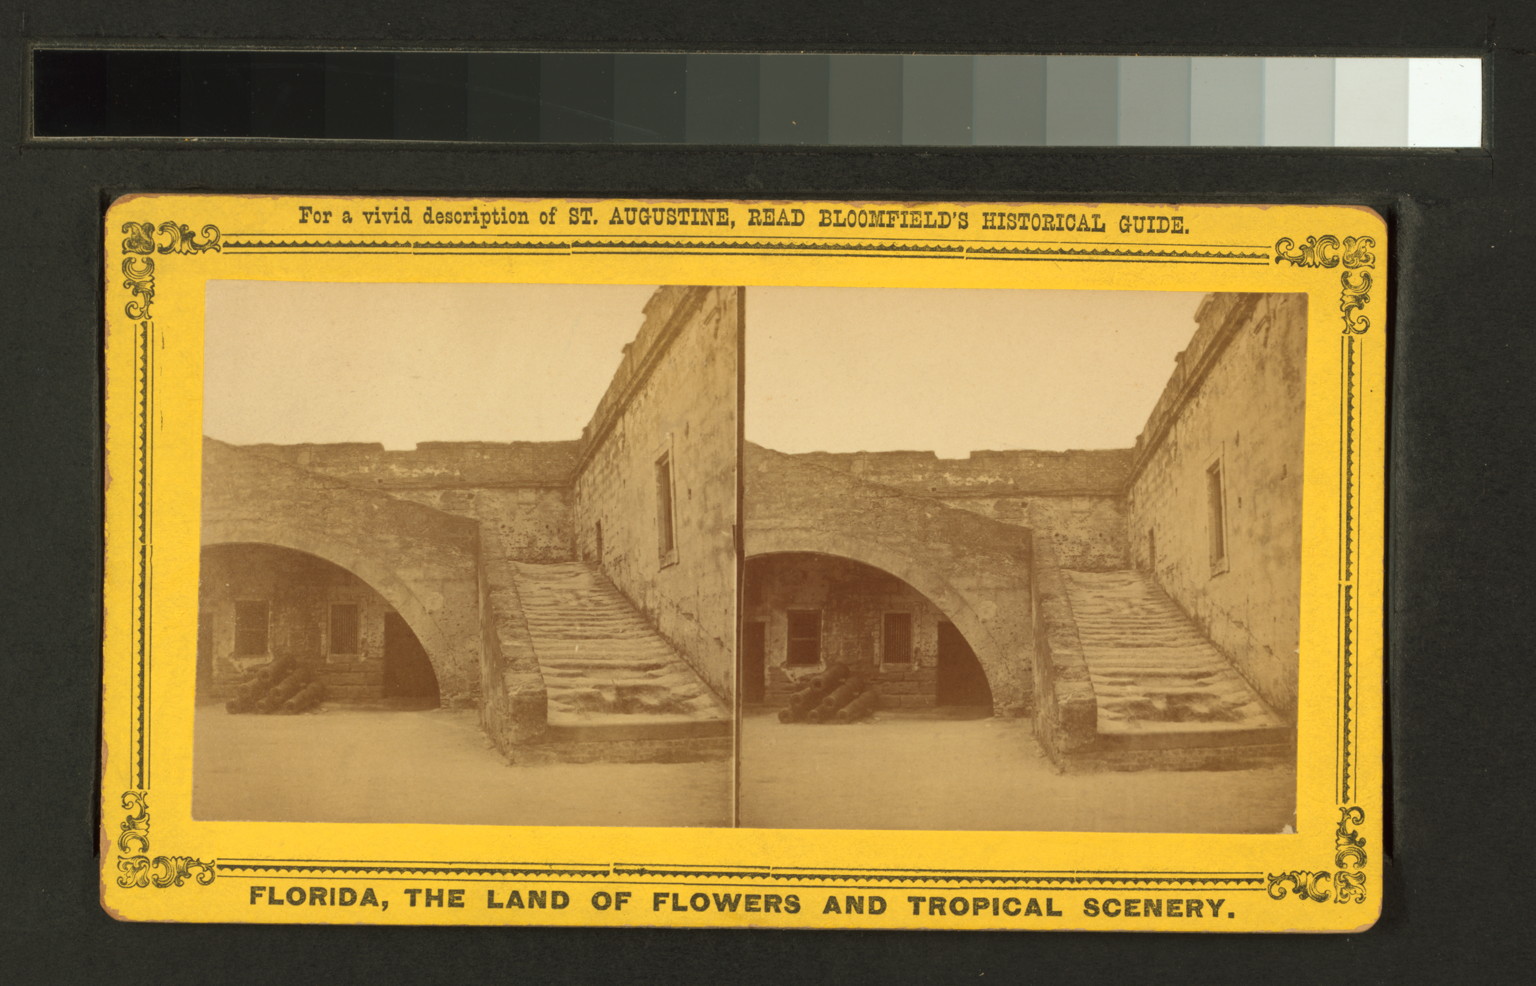 For a vivid description of ST. AUGUSTINE, READ BLOOMFIELD'S HISTORICAL GUIDE.
FLORIDA, THE LAND OF FLOWERS AND TROPICAL SCENERY.